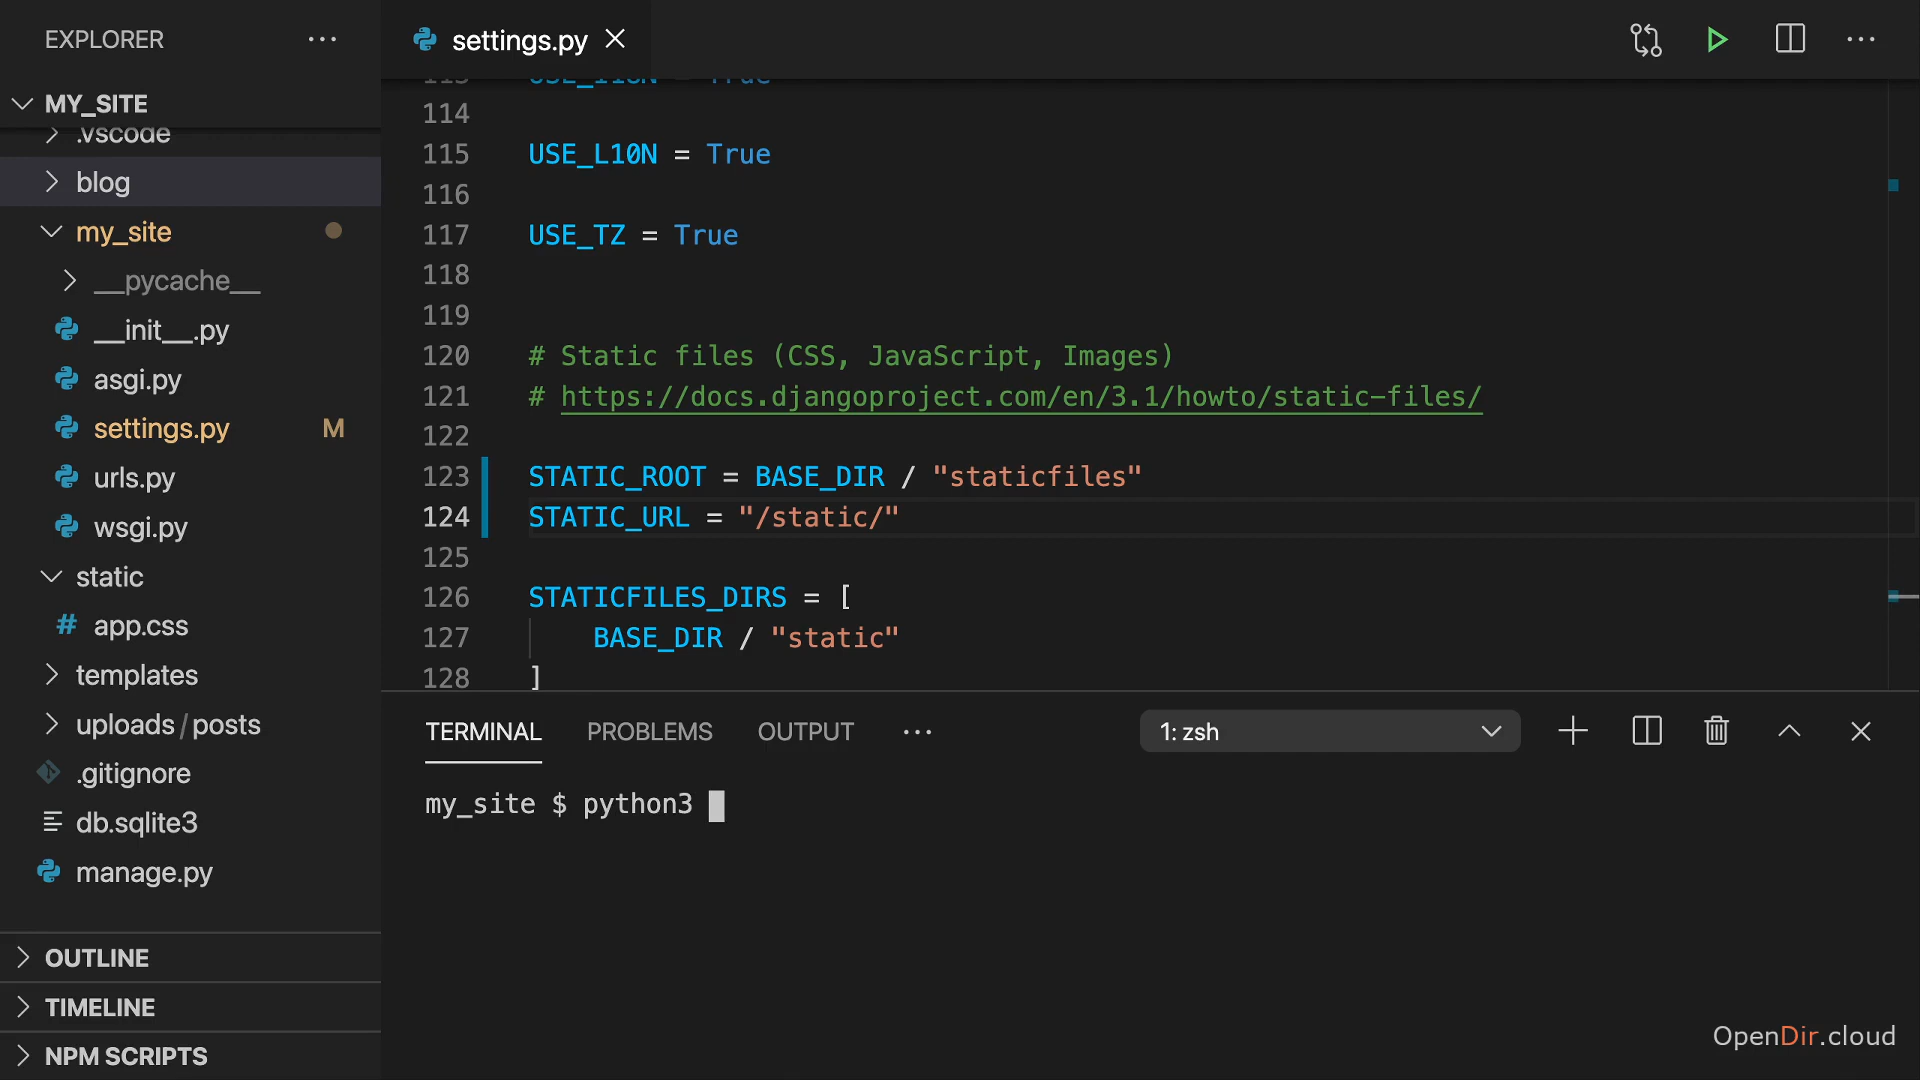 EXPLORER
MY_SITE
.vscode
blog
my_site
__pycache__
__init__.py
asgi.py
settings.py M
urls.py
wsgi.py
static
# app.css
templates
uploads / posts
.gitignore
db.sqlite3
manage.py
OUTLINE
TIMELINE
NPM SCRIPTS
settings.py
113 USE_I18N = True
114
115 USE_L10N = True
116
117 USE_TZ = True
118
119
120 # Static files (CSS, JavaScript, Images)
121 # https://docs.djangoproject.com/en/3.1/howto/static-files/
122
123 STATIC_ROOT = BASE_DIR / "staticfiles"
124 STATIC_URL = "/static/"
125
126 STATICFILES_DIRS = [
127 BASE_DIR / "static"
128 ]
TERMINAL PROBLEMS OUTPUT 1: zsh
my_site $ python3
OpenDir.cloud